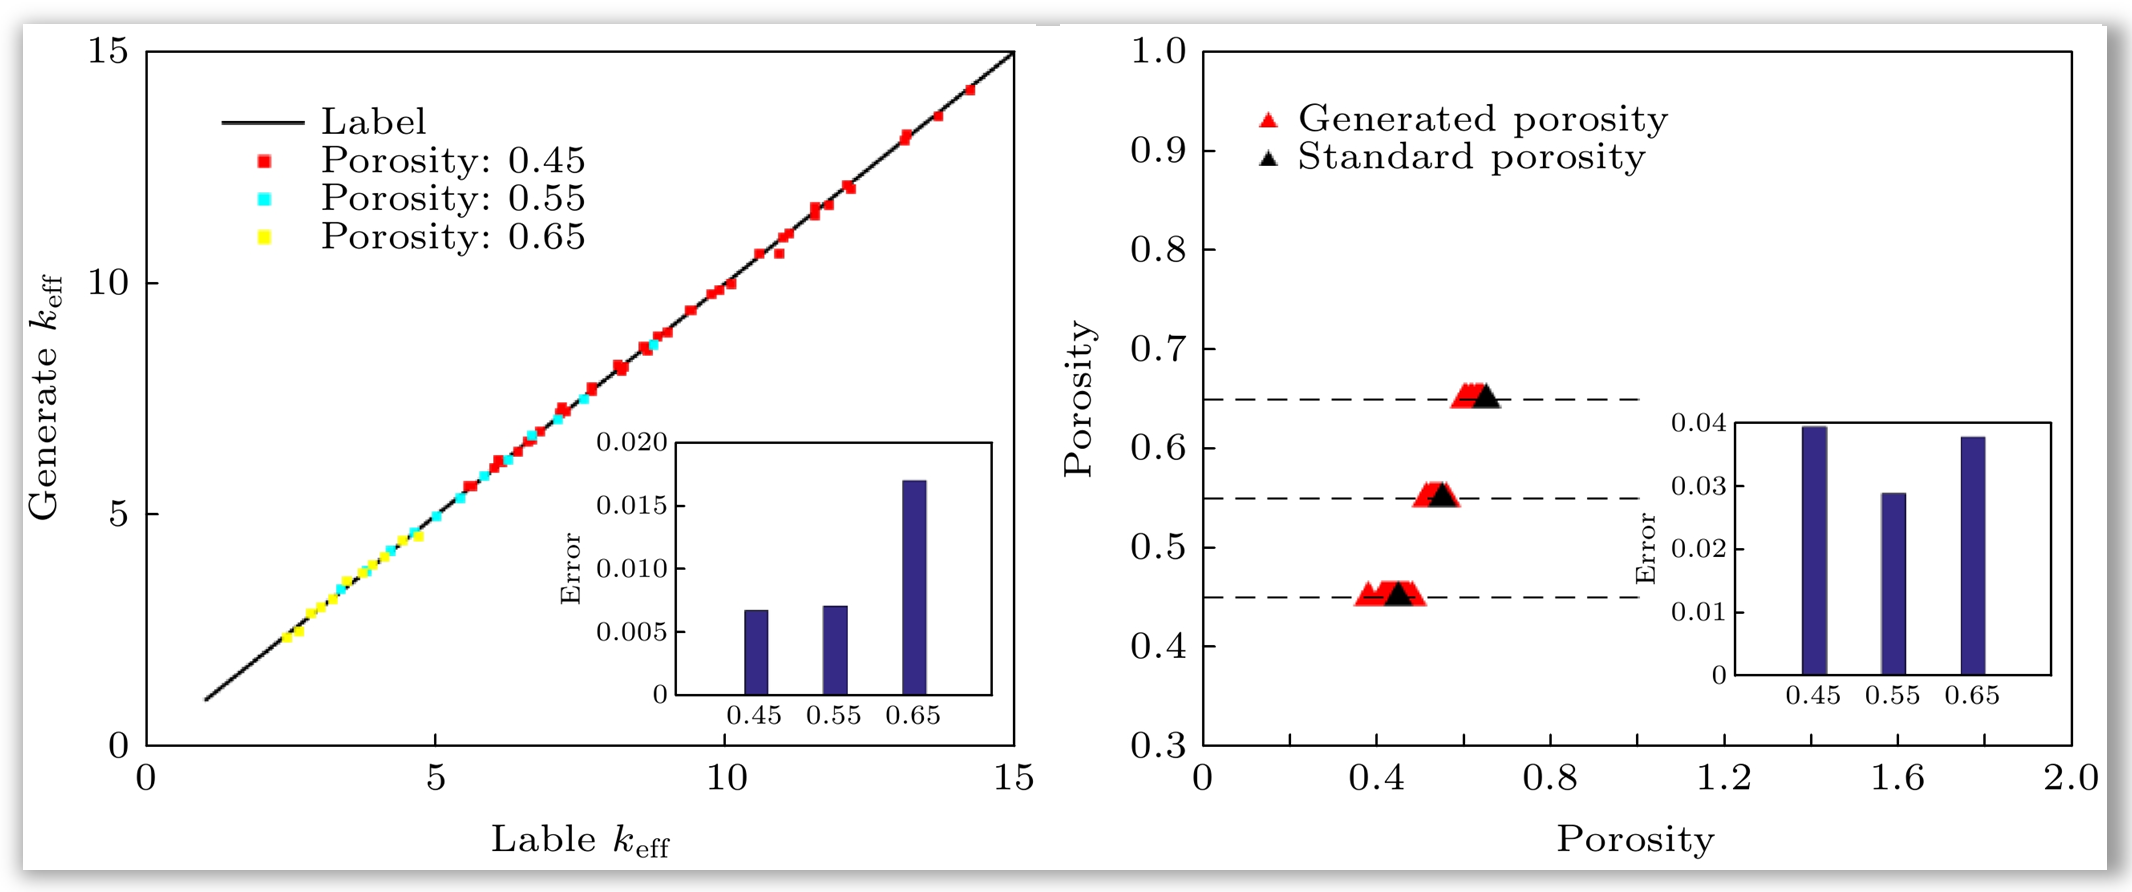 15
Label
Porosity: 0.45
Porosity: 0.55
Porosity: 0.65
10
5
0
Generate keff
0 5 10 15
Lable keff
0.020
0.015
0.010
0.005
0
Error
0.45 0.55 0.65
1.0
0.9
0.8
0.7
0.6
0.5
0.4
0.3
Porosity
Generated porosity
Standard porosity
0 0.4 0.8 1.2 1.6 2.0
Porosity
0.04
0.03
0.02
0.01
0
Error
0.45 0.55 0.65